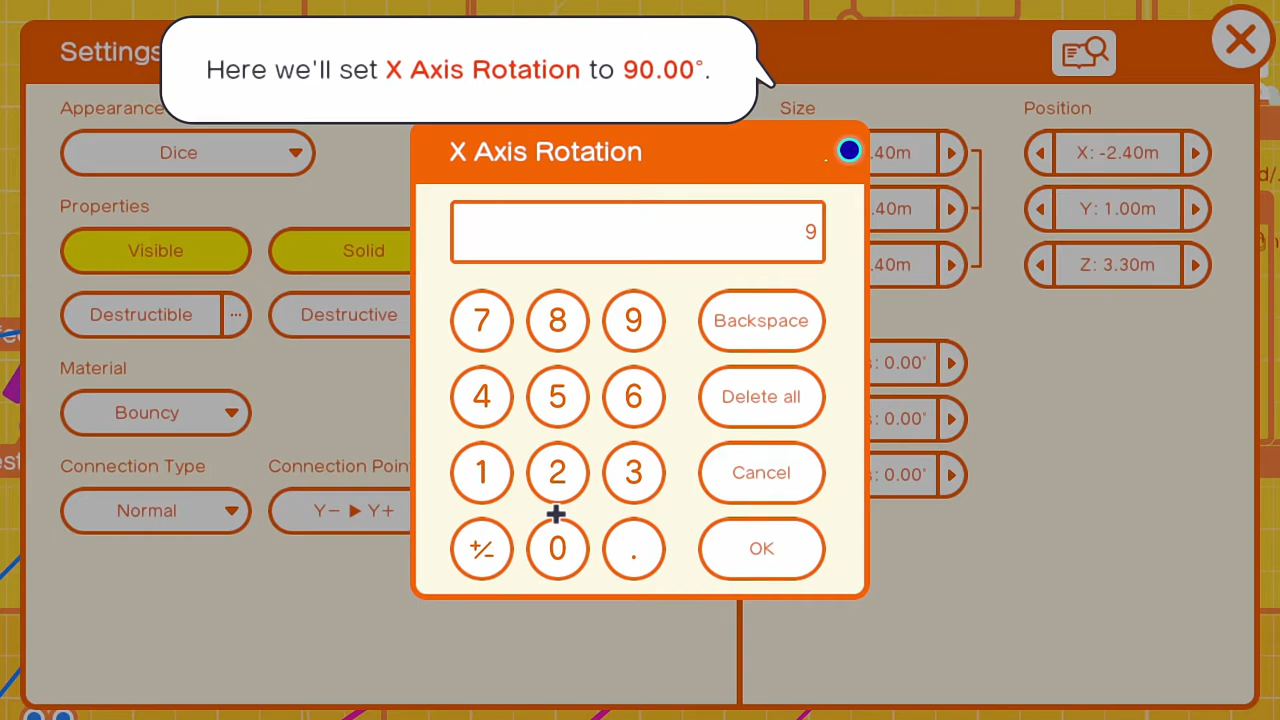 Settings
Here we'll set X Axis Rotation to 90.00°.
Appearance
Dice
Properties
Visible
Solid
Destructible
...
Destructive
Material
Bouncy
Connection Type
Normal
Connection Poin
Y- ▶ Y+
X Axis Rotation
9
7 8 9 Backspace
4 5 6 Delete all
1 2 3 Cancel
+/- 0 . OK
Size
.40m
.40m
.40m
: 0.00°
: 0.00°
: 0.00°
Position
X: -2.40m
Y: 1.00m
Z: 3.30m